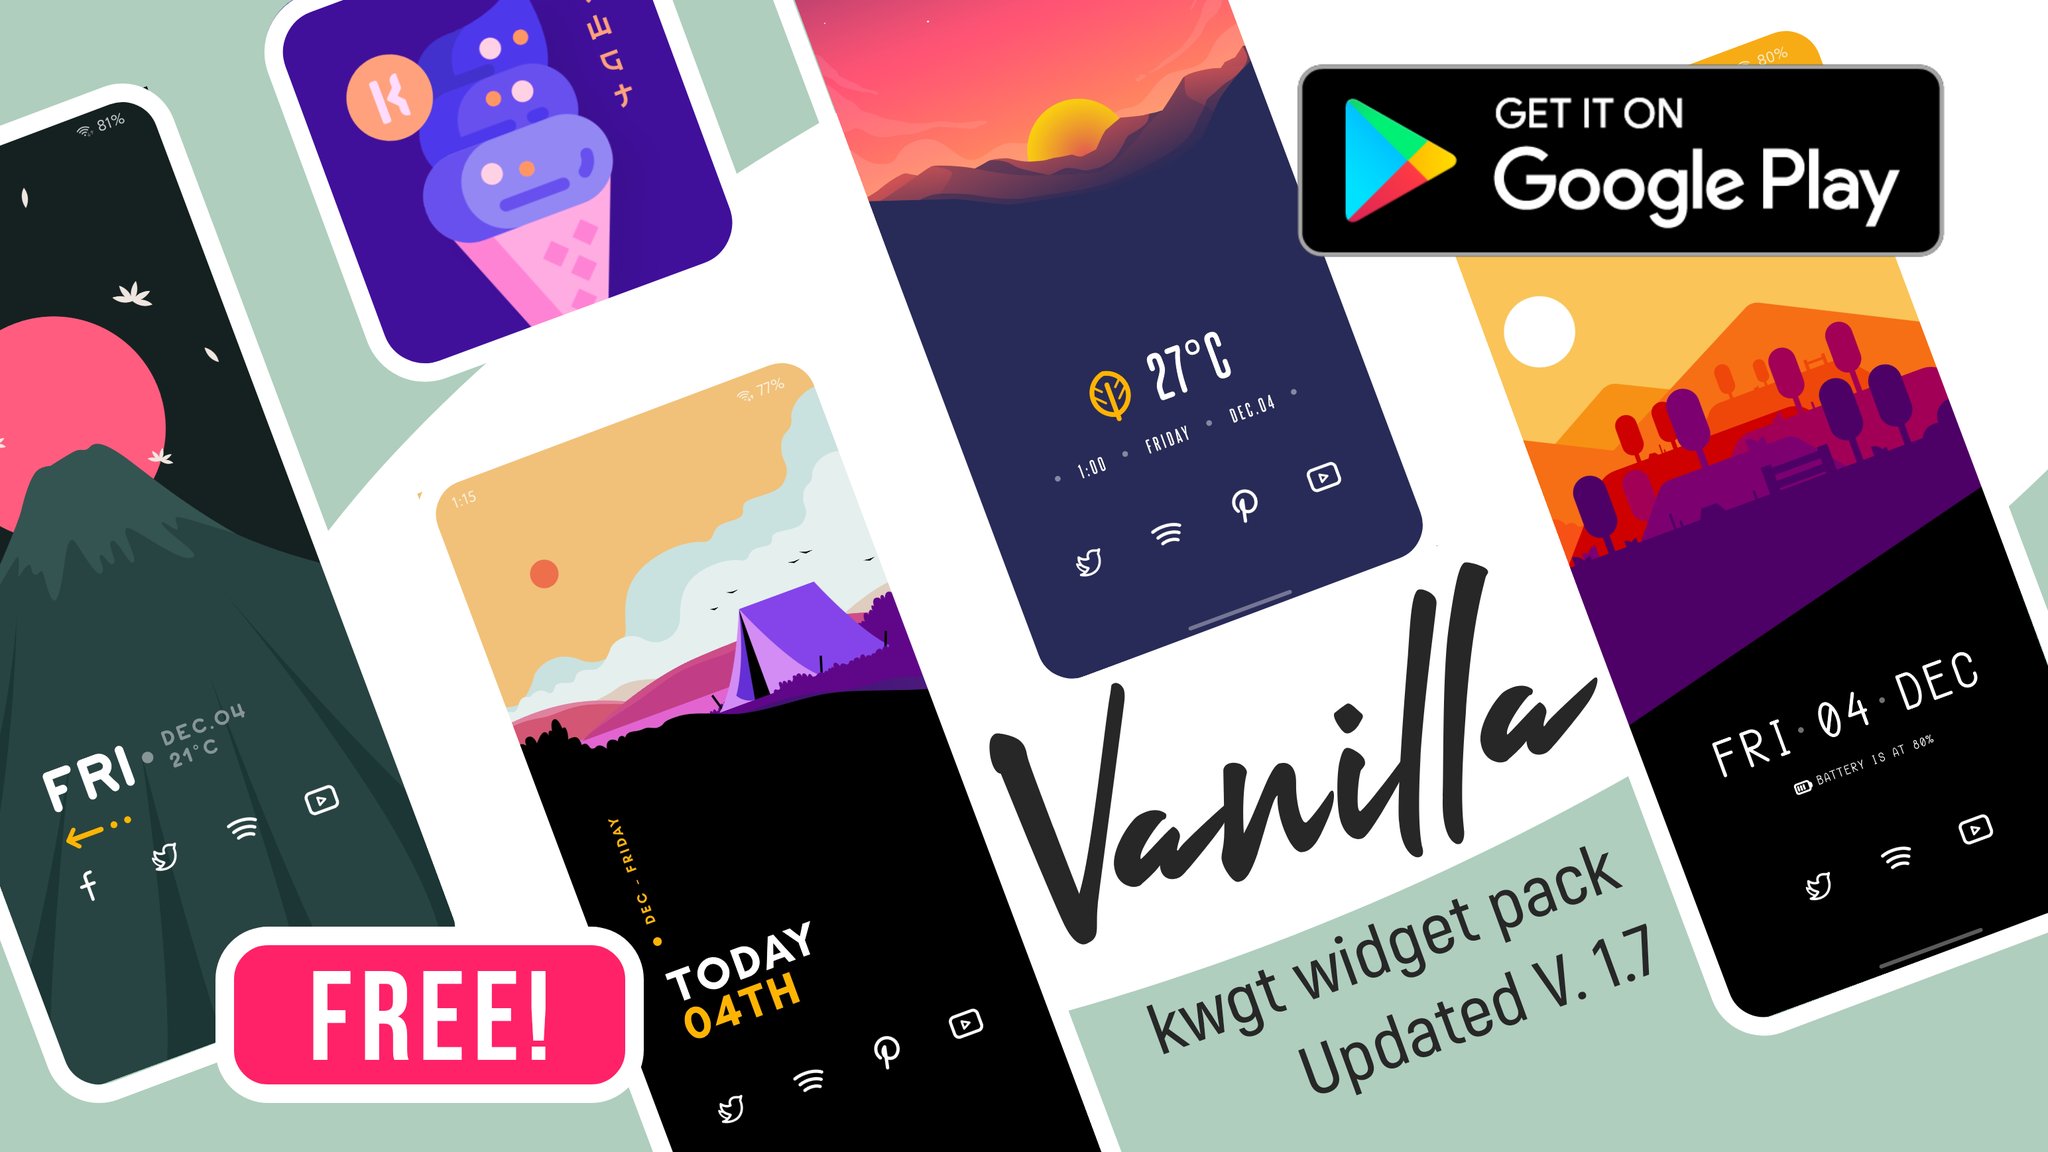 81%
K
FRI
DEC.04
21°C
FREE!
1:15
77%
DEC - FRIDAY
TODAY
04TH
27°C
1:00 • FRIDAY • DEC.04
GET IT ON
Google Play
80%
FRI·04·DEC
BATTERY IS AT 80%
Vanilla
kwgt widget pack
Updated V. 1.7